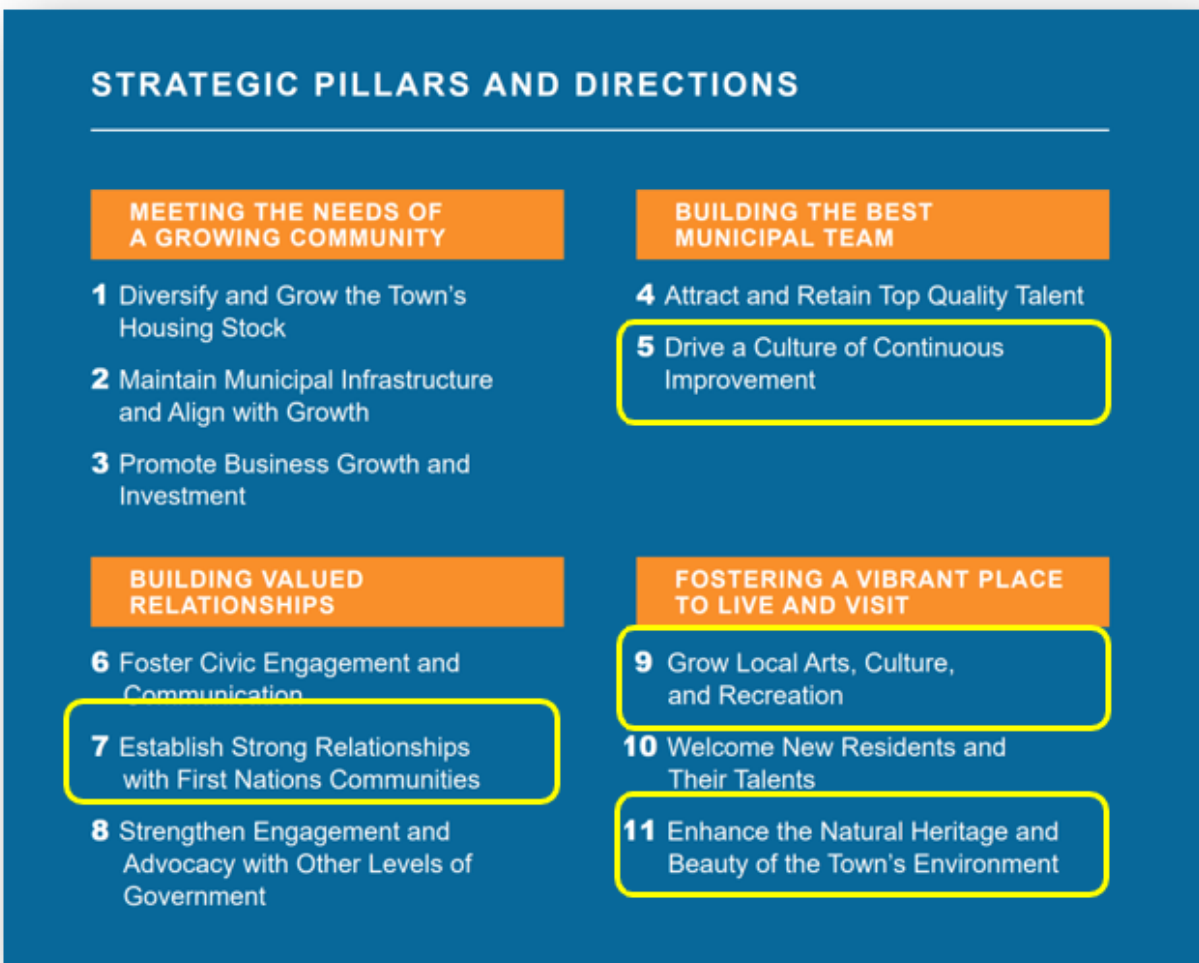 STRATEGIC PILLARS AND DIRECTIONS
MEETING THE NEEDS OF
A GROWING COMMUNITY
1 Diversify and Grow the Town's
Housing Stock
2 Maintain Municipal Infrastructure
and Align with Growth
3 Promote Business Growth and
Investment
BUILDING THE BEST
MUNICIPAL TEAM
4 Attract and Retain Top Quality Talent
5 Drive a Culture of Continuous
Improvement
BUILDING VALUED
RELATIONSHIPS
6 Foster Civic Engagement and
Communication
7 Establish Strong Relationships
with First Nations Communities
8 Strengthen Engagement and
Advocacy with Other Levels of
Government
FOSTERING A VIBRANT PLACE
TO LIVE AND VISIT
9 Grow Local Arts, Culture,
and Recreation
10 Welcome New Residents and
Their Talents
11 Enhance the Natural Heritage and
Beauty of the Town's Environment